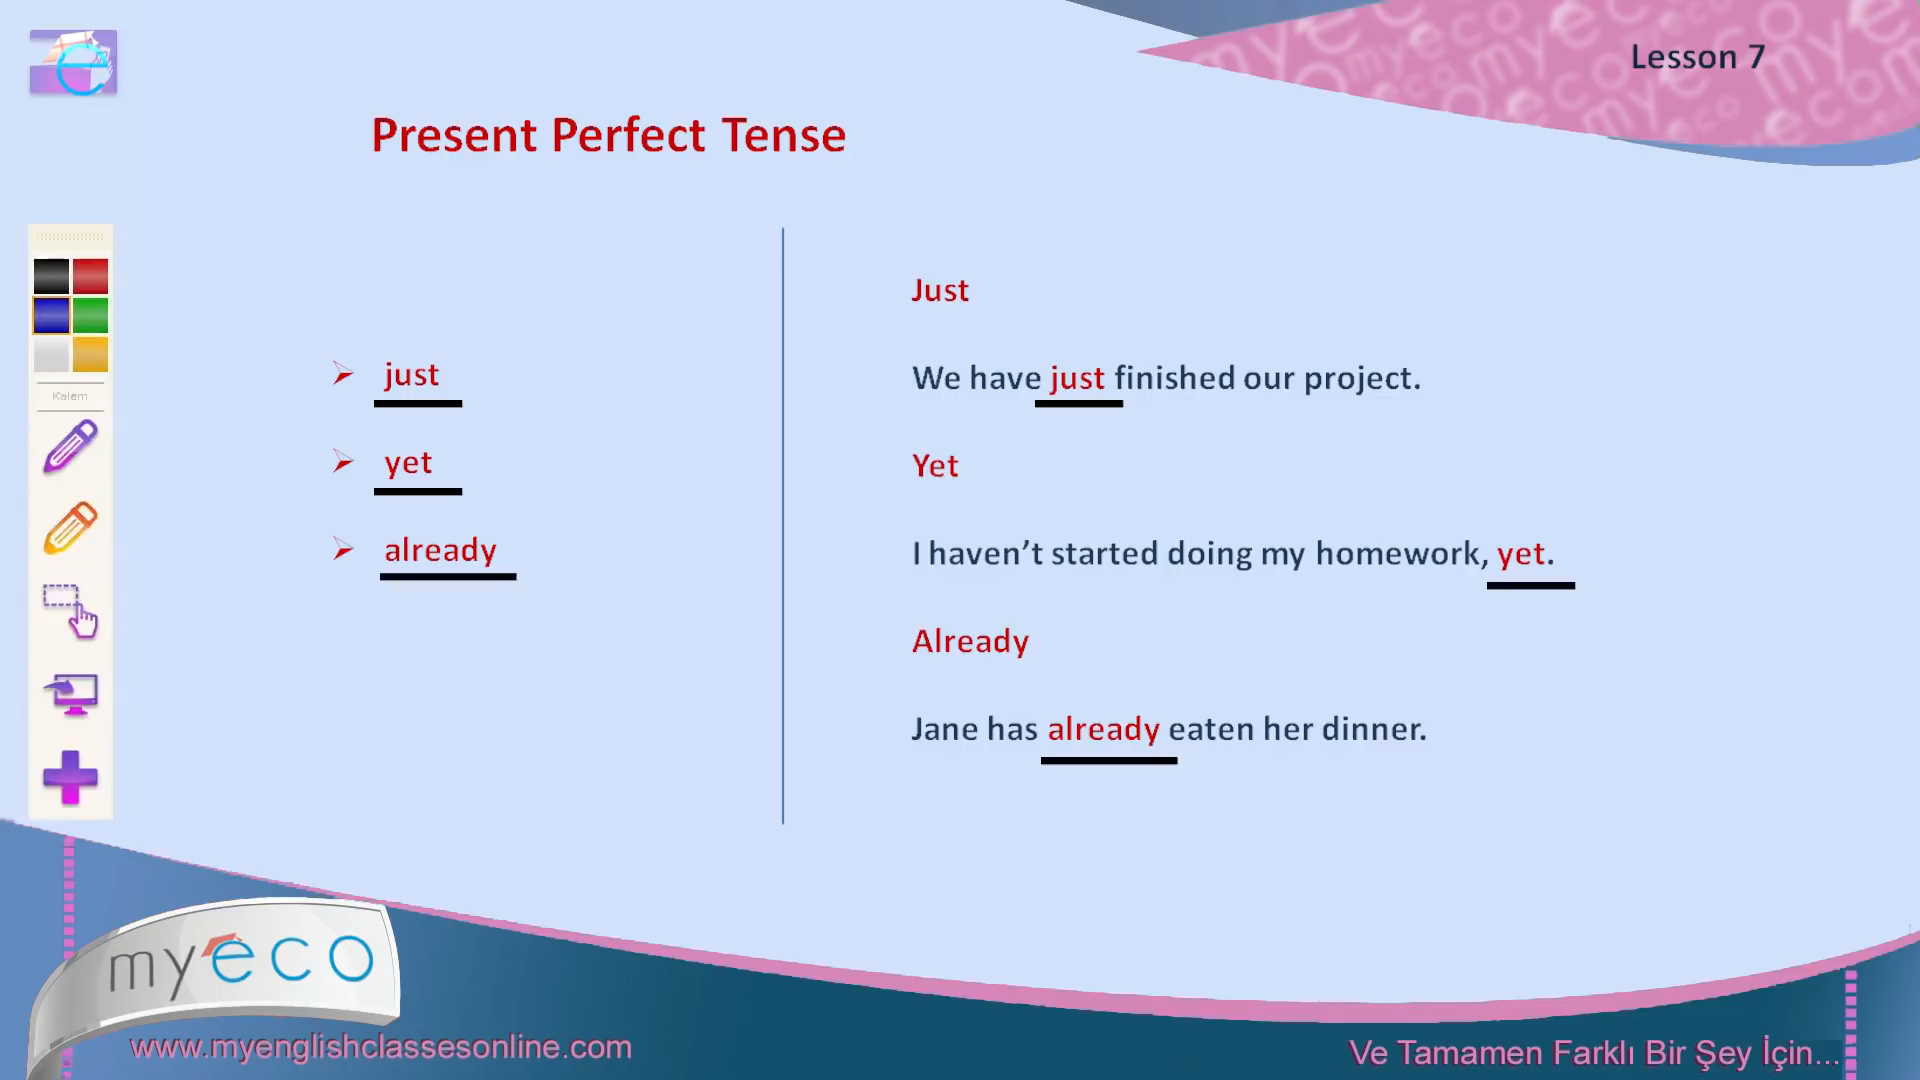 Lesson 7
Present Perfect Tense
just
yet
already
Just
We have just finished our project.
Yet
I haven’t started doing my homework, yet.
Already
Jane has already eaten her dinner.
Kalem
myeco
www.myenglishclassesonline.com
Ve Tamamen Farklı Bir Şey İçin...